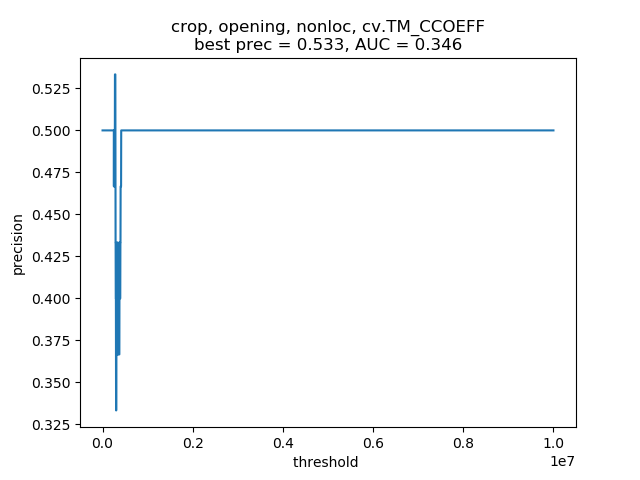 crop, opening, nonloc, cv.TM_CCOEFF
best prec = 0.533, AUC = 0.346
0.525
0.500
0.475
0.450
0.425
0.400
0.375
0.350
0.325
precision
0.0 0.2 0.4 0.6 0.8 1.0
1e7
threshold